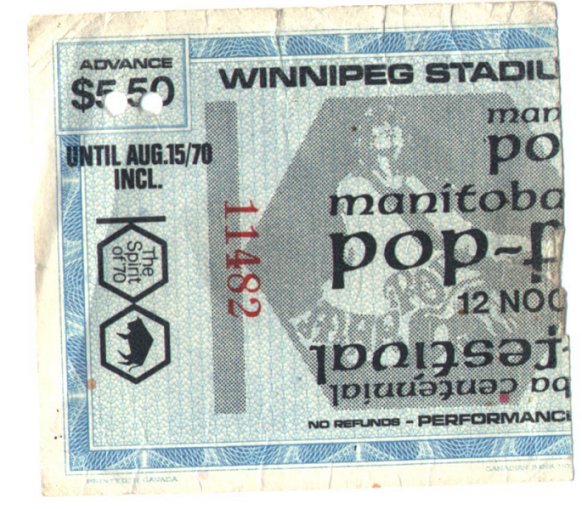 ADVANCE
$5.50
UNTIL AUG.15/70
INCL.
WINNIPEG STADIU
man
po
manitoba
pop-f
12 NOO
festival
ba centennial
NO REFUNDS - PERFORMANC
11482
The
Spirit
of '70
PRINTED IN CANADA